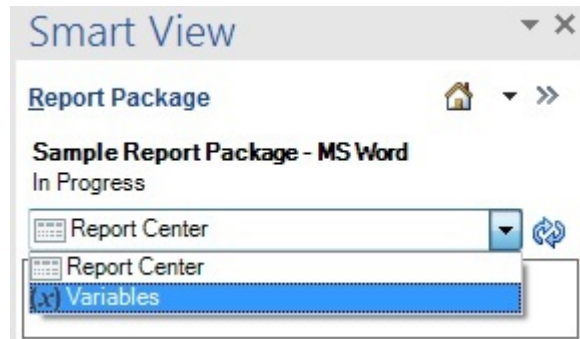 Smart View
Report Package
Sample Report Package - MS Word
In Progress
Report Center
Report Center
(x) Variables